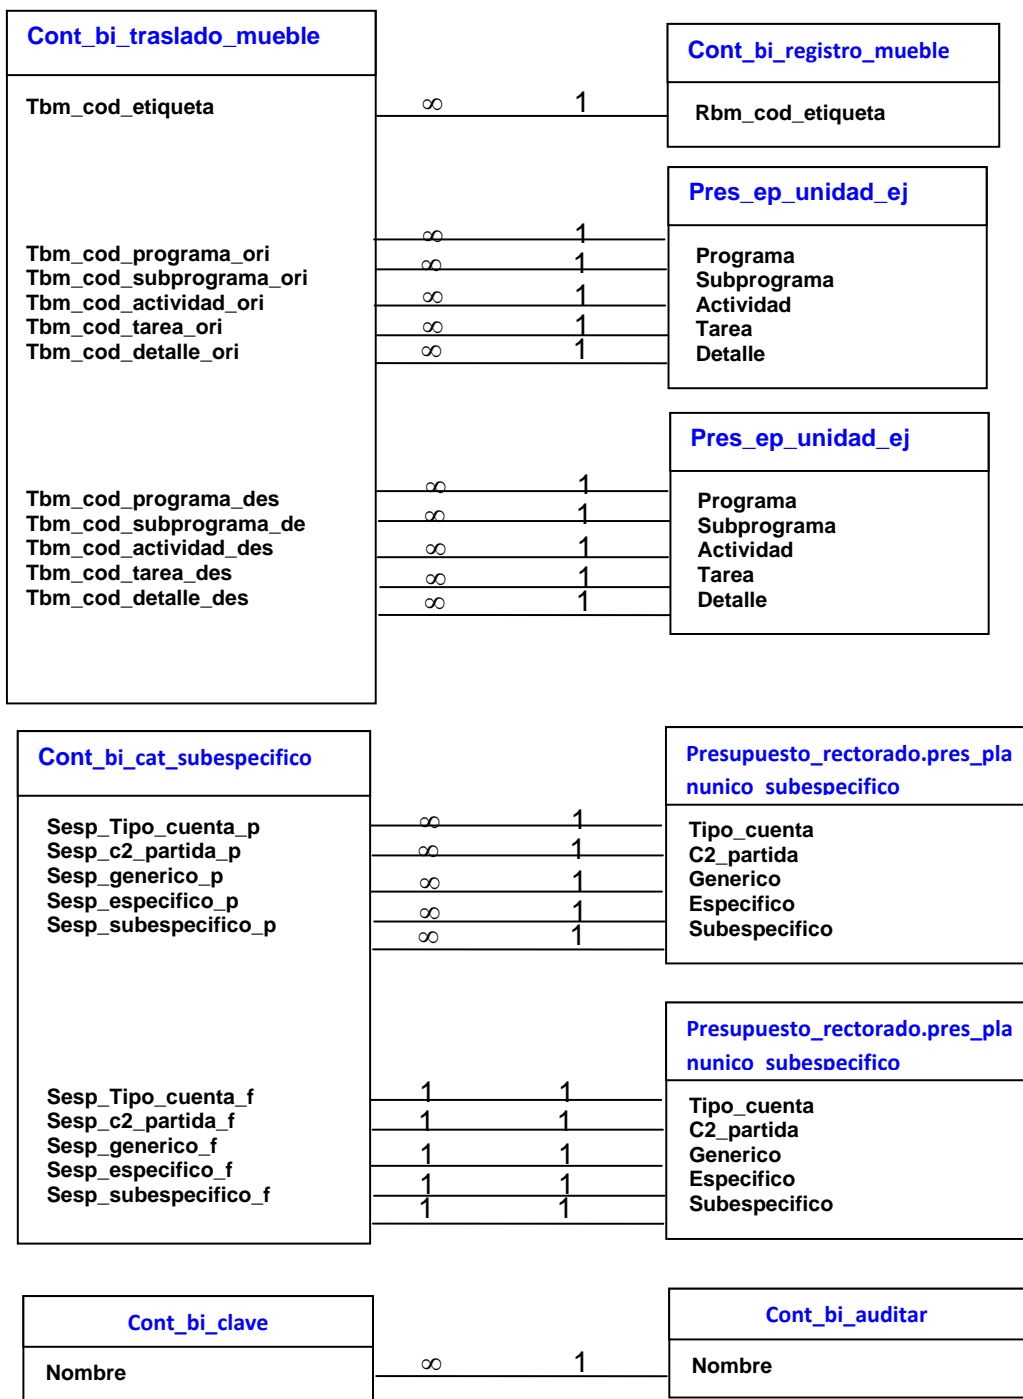 Cont_bi_traslado_mueble
Tbm_cod_etiqueta
∞ 1
Cont_bi_registro_mueble
Rbm_cod_etiqueta
Tbm_cod_programa_ori
Tbm_cod_subprograma_ori
Tbm_cod_actividad_ori
Tbm_cod_tarea_ori
Tbm_cod_detalle_ori
∞ 1
∞ 1
∞ 1
∞ 1
∞ 1
Pres_ep_unidad_ej
Programa
Subprograma
Actividad
Tarea
Detalle
Tbm_cod_programa_des
Tbm_cod_subprograma_de
Tbm_cod_actividad_des
Tbm_cod_tarea_des
Tbm_cod_detalle_des
∞ 1
∞ 1
∞ 1
∞ 1
∞ 1
Pres_ep_unidad_ej
Programa
Subprograma
Actividad
Tarea
Detalle
Cont_bi_cat_subespecifico
Sesp_Tipo_cuenta_p
Sesp_c2_partida_p
Sesp_generico_p
Sesp_especifico_p
Sesp_subespecifico_p
∞ 1
∞ 1
∞ 1
∞ 1
∞ 1
Presupuesto_rectorado.pres_pla
nunico_subespecifico
Tipo_cuenta
C2_partida
Generico
Especifico
Subespecifico
Sesp_Tipo_cuenta_f
Sesp_c2_partida_f
Sesp_generico_f
Sesp_especifico_f
Sesp_subespecifico_f
1 1
1 1
1 1
1 1
1 1
Presupuesto_rectorado.pres_pla
nunico_subespecifico
Tipo_cuenta
C2_partida
Generico
Especifico
Subespecifico
Cont_bi_clave
Nombre
∞ 1
Cont_bi_auditar
Nombre